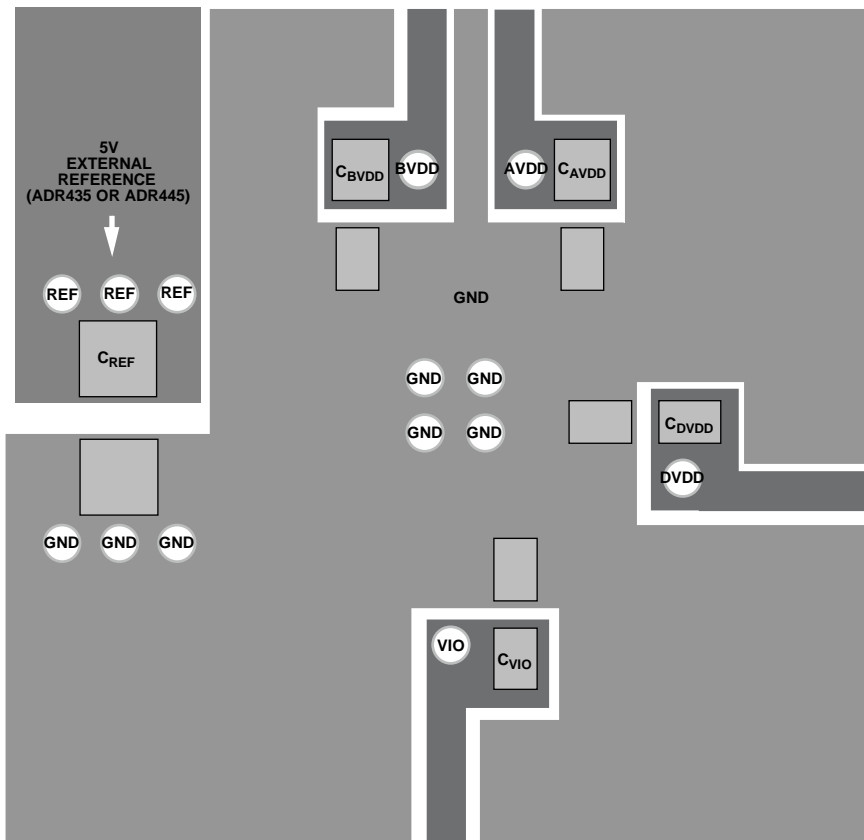 5V
EXTERNAL
REFERENCE
(ADR435 OR ADR445)
CBVDD
BVDD
AVDD
CAVDD
REF
REF
REF
GND
CREF
GND
GND
GND
GND
CDVDD
DVDD
GND
GND
GND
VIO
CVIO